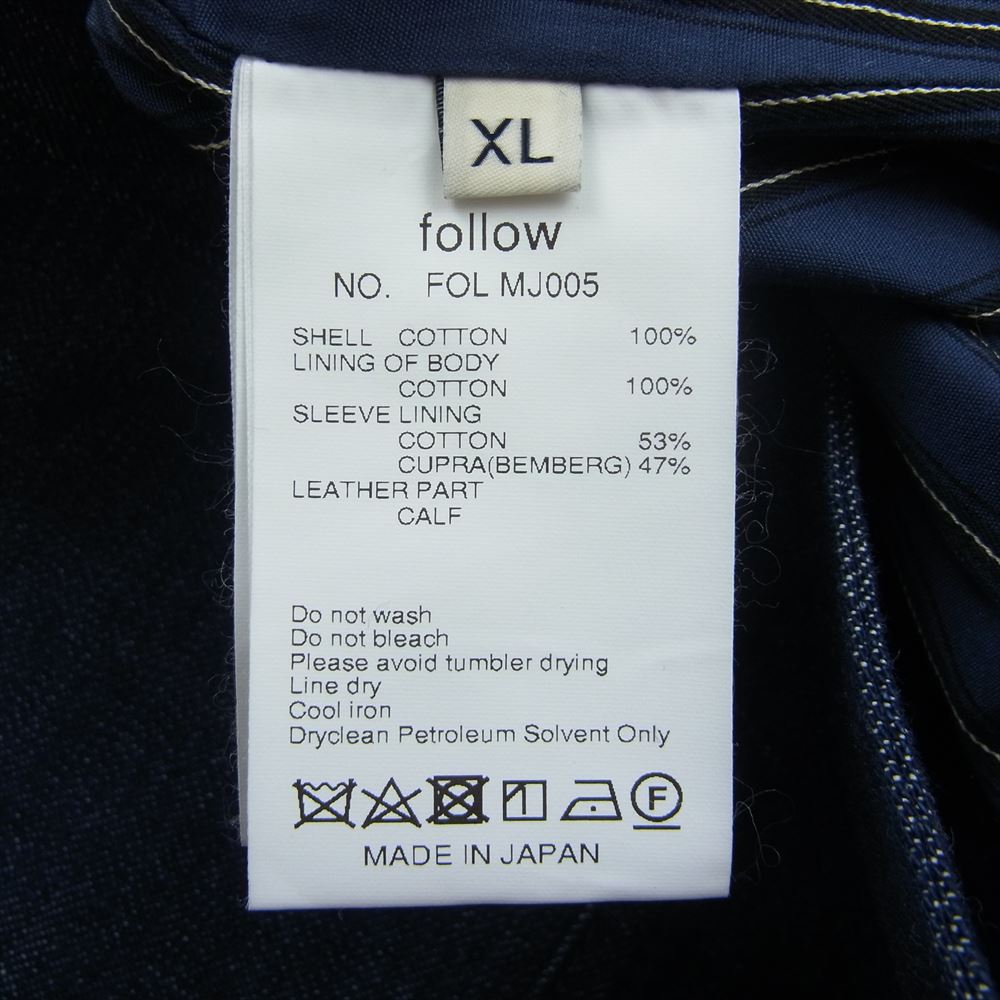 XL
follow
NO. FOL MJ005
SHELL COTTON 100%
LINING OF BODY
COTTON 100%
SLEEVE LINING
COTTON 53%
CUPRA(BEMBERG) 47%
LEATHER PART
CALF
Do not wash
Do not bleach
Please avoid tumbler drying
Line dry
Cool iron
Dryclean Petroleum Solvent Only
F
MADE IN JAPAN